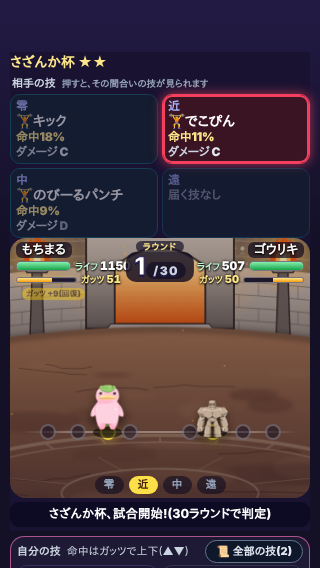 さざんか杯 ★★
相手の技 押すと、その間合いの技が見られます
零
キック
命中18%
ダメージ C
近
でこぴん
命中11%
ダメージ C
中
のびーるパンチ
命中9%
ダメージ D
遠
届く技なし
もちまる
ラウンド
ゴウリキ
ライフ 1150
1 / 30
ライフ 507
ガッツ 51
ガッツ 50
ガッツ +9(回復)
零 近 中 遠
さざんか杯、試合開始!(30ラウンドで判定)
自分の技 命中はガッツで上下(▲▼)
全部の技(2)